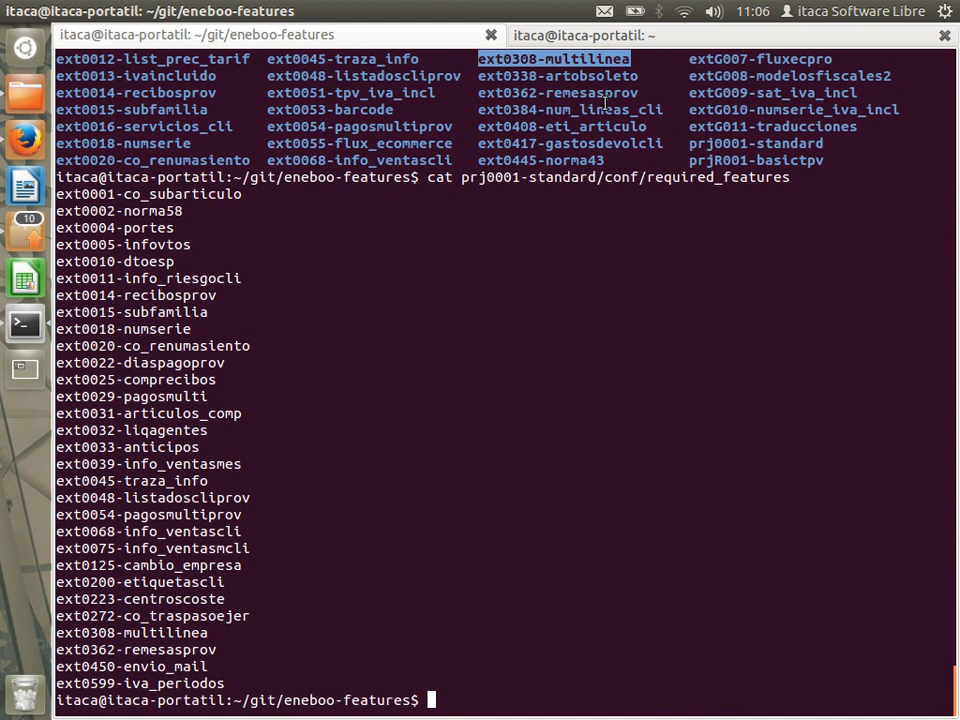 itaca@itaca-portatil: ~/git/eneboo-features
11:06
itaca Software Libre
itaca@itaca-portatil: ~/git/eneboo-features
itaca@itaca-portatil: ~
ext0012-list_prec_tarif ext0045-traza_info ext0308-multilinea extG007-fluxecpro
ext0013-ivaincluido ext0048-listadoscliprov ext0338-artobsoleto extG008-modelosfiscales2
ext0014-recibosprov ext0051-tpv_iva_incl ext0362-remesasprov extG009-sat_iva_incl
ext0015-subfamilia ext0053-barcode ext0384-num_lineas_cli extG010-numserie_iva_incl
ext0016-servicios_cli ext0054-pagosmultiprov ext0408-eti_articulo extG011-traducciones
ext0018-numserie ext0055-flux_ecommerce ext0417-gastosdevolcli prj0001-standard
ext0020-co_renumasiento ext0068-info_ventascli ext0445-norma43 prjR001-basictpv
itaca@itaca-portatil:~/git/eneboo-features$ cat prj0001-standard/conf/required_features
ext0001-co_subarticulo
ext0002-norma58
ext0004-portes
ext0005-infovtos
ext0010-dtoesp
ext0011-info_riesgocli
ext0014-recibosprov
ext0015-subfamilia
ext0018-numserie
ext0020-co_renumasiento
ext0022-diaspagoprov
ext0025-comprecibos
ext0029-pagosmulti
ext0031-articulos_comp
ext0032-liqagentes
ext0033-anticipos
ext0039-info_ventasmes
ext0045-traza_info
ext0048-listadoscliprov
ext0054-pagosmultiprov
ext0068-info_ventascli
ext0075-info_ventasmcli
ext0125-cambio_empresa
ext0200-etiquetascli
ext0223-centroscoste
ext0272-co_traspasoejer
ext0308-multilinea
ext0362-remesasprov
ext0450-envio_mail
ext0599-iva_periodos
itaca@itaca-portatil:~/git/eneboo-features$
10